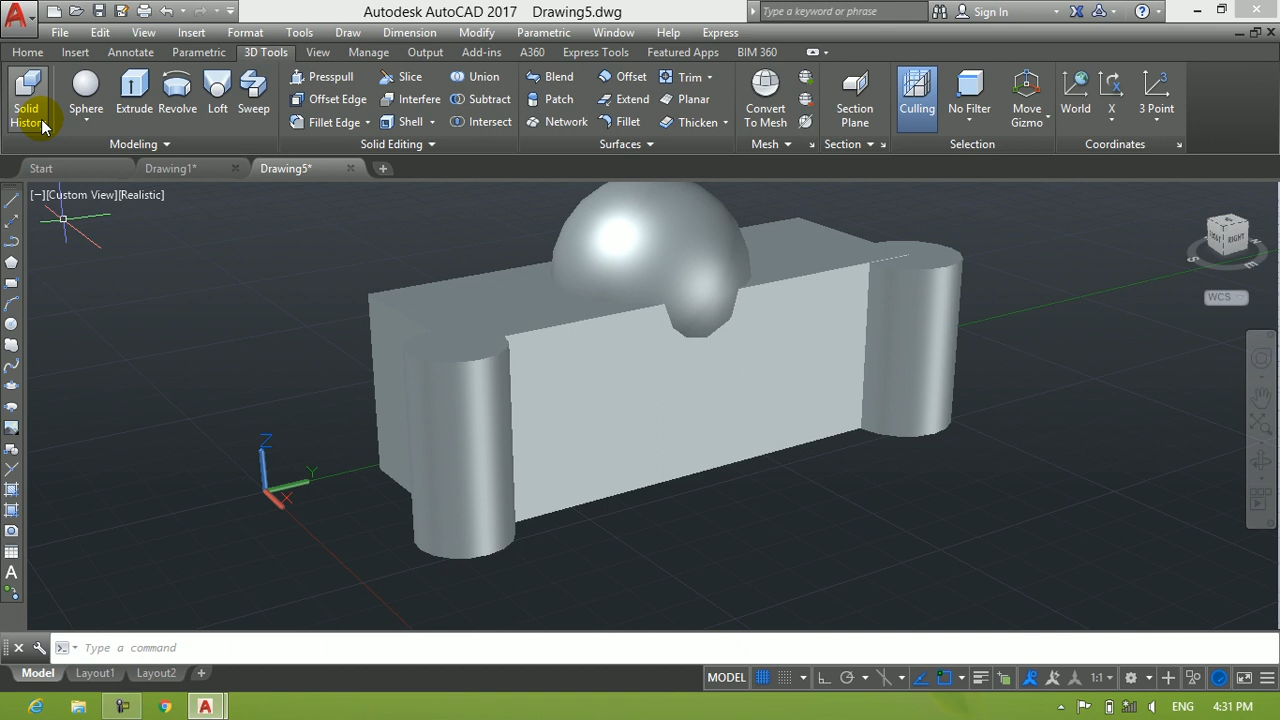 Autodesk AutoCAD 2017 Drawing5.dwg
Type a keyword or phrase
Sign In
File Edit View Insert Format Tools Draw Dimension Modify Parametric Window Help Express
Home Insert Annotate Parametric 3D Tools View Manage Output Add-ins A360 Express Tools Featured Apps BIM 360
Solid
History
Sphere
Extrude
Revolve
Loft
Sweep
Presspull
Offset Edge
Fillet Edge
Slice
Interfere
Shell
Union
Subtract
Intersect
Blend
Patch
Network
Offset
Extend
Fillet
Trim
Planar
Thicken
Convert
To Mesh
Section
Plane
Culling
No Filter
Move
Gizmo
World
X
3 Point
Modeling Solid Editing Surfaces Mesh Section Selection Coordinates
Start Drawing1* Drawing5*
[−][Custom View][Realistic]
RIGHT
S
E
WCS
Z
Y
X
A
Type a command
Model Layout1 Layout2
MODEL
1:1
ENG 4:31 PM